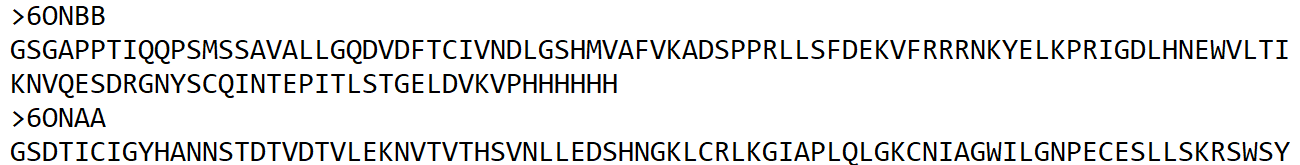 >6ONBB
GSGAPPTIQQPSMSSAVALLGQDVDFTCIVNDLGSHMVAFVKADSPPRLLSFDEKVFRRRNKYELKPRIGDLHNEWVLTI
KNVQESDRGNYSCQINTEPITLSTGELDVKVPHHHHHH
>6ONAA
GSDTICIGYHANNSTDTVDTVLEKNVTVTHSVNLLEDSHNGKLCRLKGIAPLQLGKCNIAGWILGNPECESLLSKRSWSY